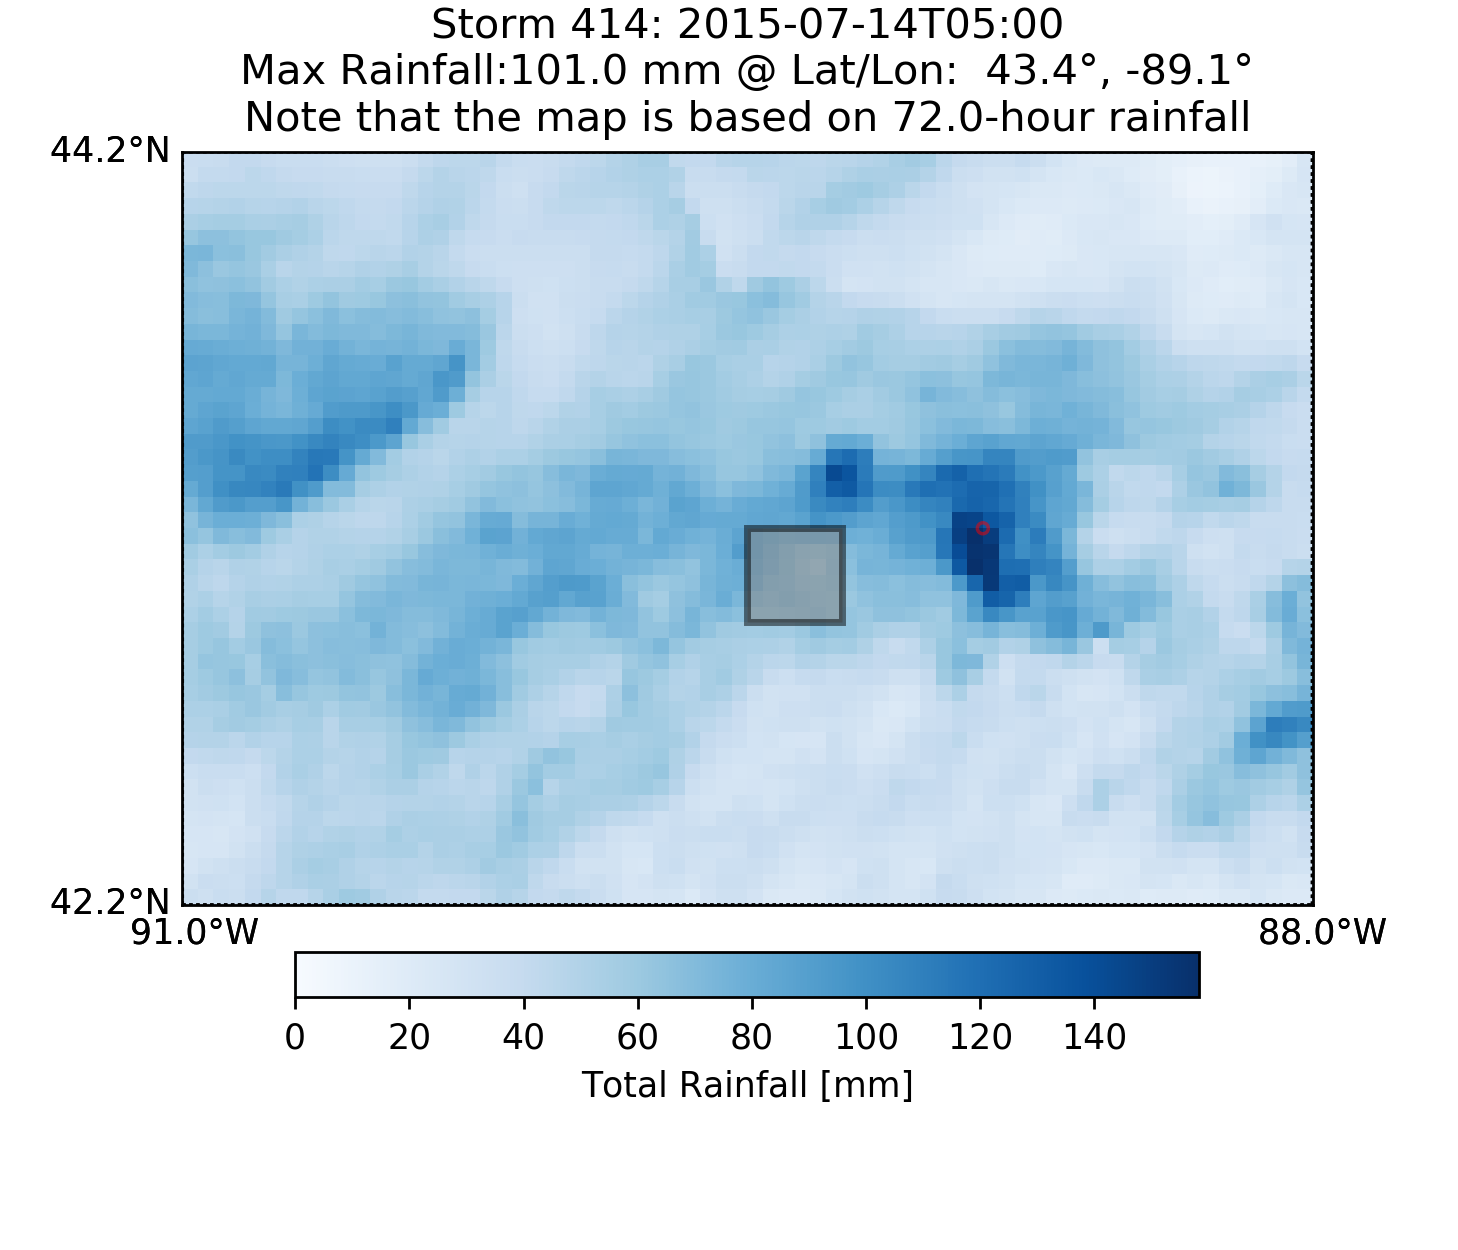 Storm 414: 2015-07-14T05:00
Max Rainfall:101.0 mm @ Lat/Lon:  43.4°, -89.1°
Note that the map is based on 72.0-hour rainfall
44.2°N
42.2°N
91.0°W 88.0°W
0 20 40 60 80 100 120 140
Total Rainfall [mm]